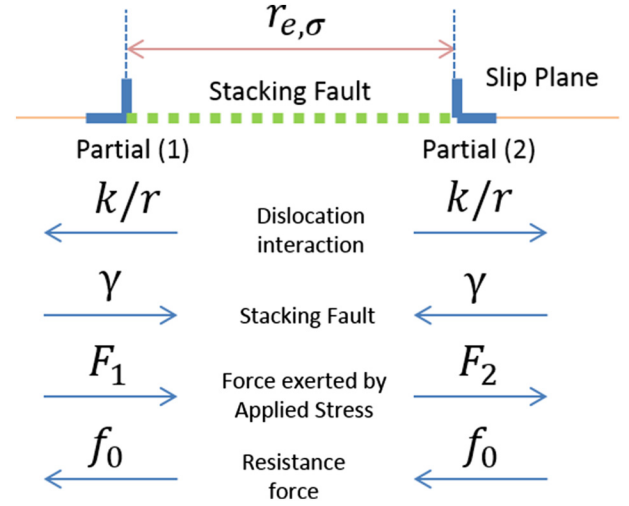 r_{e,σ}
Slip Plane
Stacking Fault
Partial (1) Partial (2)
k/r k/r
Dislocation
interaction
γ γ
Stacking Fault
F_1 F_2
Force exerted by
Applied Stress
f_0 f_0
Resistance
force